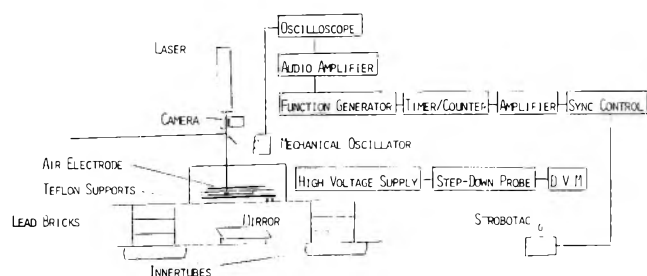 OSCILLOSCOPE
LASER
AUDIO AMPLIFIER
FUNCTION GENERATOR TIMER/COUNTER AMPLIFIER SYNC CONTROL
CAMERA
MECHANICAL OSCILLATOR
AIR ELECTRODE
HIGH VOLTAGE SUPPLY STEP-DOWN PROBE D V M
TEFLON SUPPORTS
LEAD BRICKS MIRROR STROBOTAC
INNERTUBES